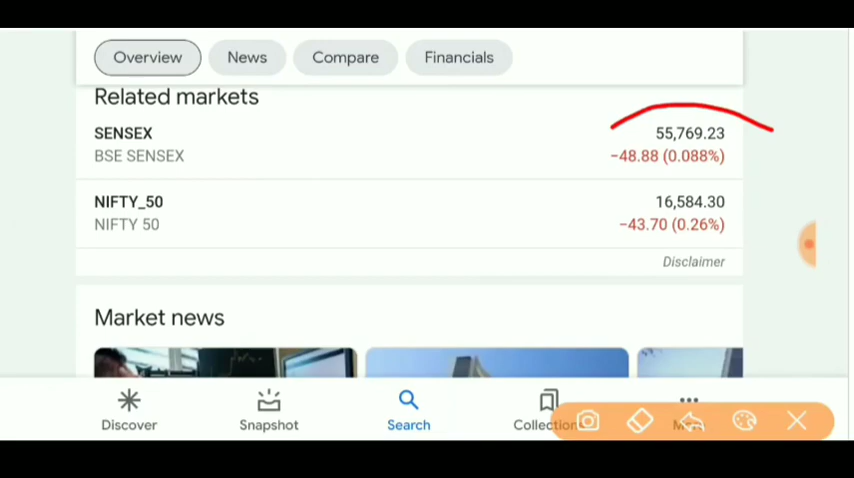 Overview News Compare Financials
Related markets
SENSEX 55,769.23
BSE SENSEX −48.88 (0.088%)
NIFTY_50 16,584.30
NIFTY 50 −43.70 (0.26%)
Disclaimer
Market news
Discover Snapshot Search Collection